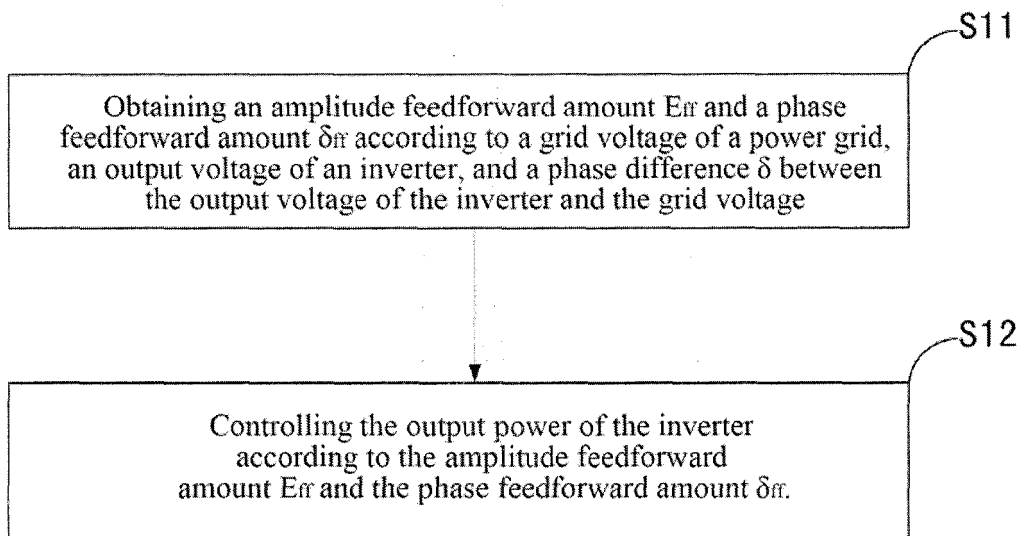 S11
Obtaining an amplitude feedforward amount Eff and a phase
feedforward amount δff according to a grid voltage of a power grid,
an output voltage of an inverter, and a phase difference δ between
the output voltage of the inverter and the grid voltage
S12
Controlling the output power of the inverter
according to the amplitude feedforward
amount Eff and the phase feedforward amount δff.